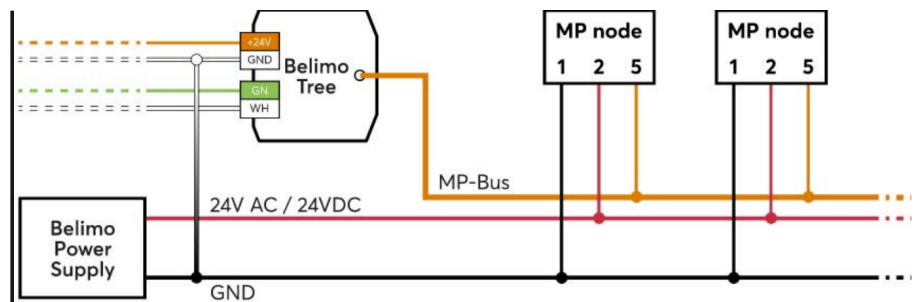 +24V
GND
GN
WH
Belimo
Tree
MP node
1 2 5
MP node
1 2 5
MP-Bus
24V AC / 24VDC
Belimo
Power
Supply
GND